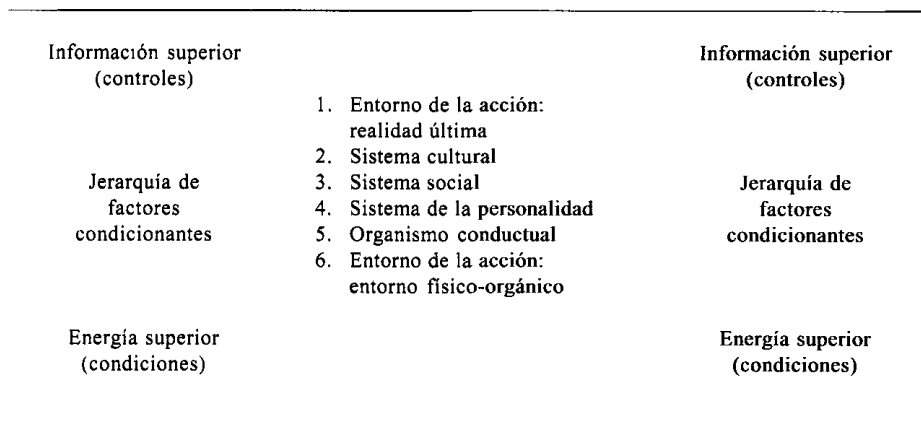 Información superior
(controles)
Jerarquía de
factores
condicionantes
Energía superior
(condiciones)
1. Entorno de la acción:
realidad última
2. Sistema cultural
3. Sistema social
4. Sistema de la personalidad
5. Organismo conductual
6. Entorno de la acción:
entorno físico-orgánico
Información superior
(controles)
Jerarquía de
factores
condicionantes
Energía superior
(condiciones)